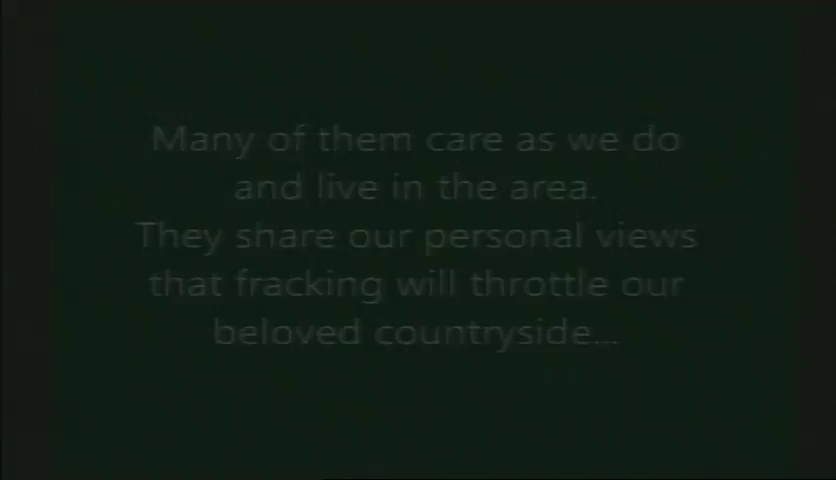 Many of them care as we do
and live in the area.
They share our personal views
that fracking will throttle our
beloved countryside...